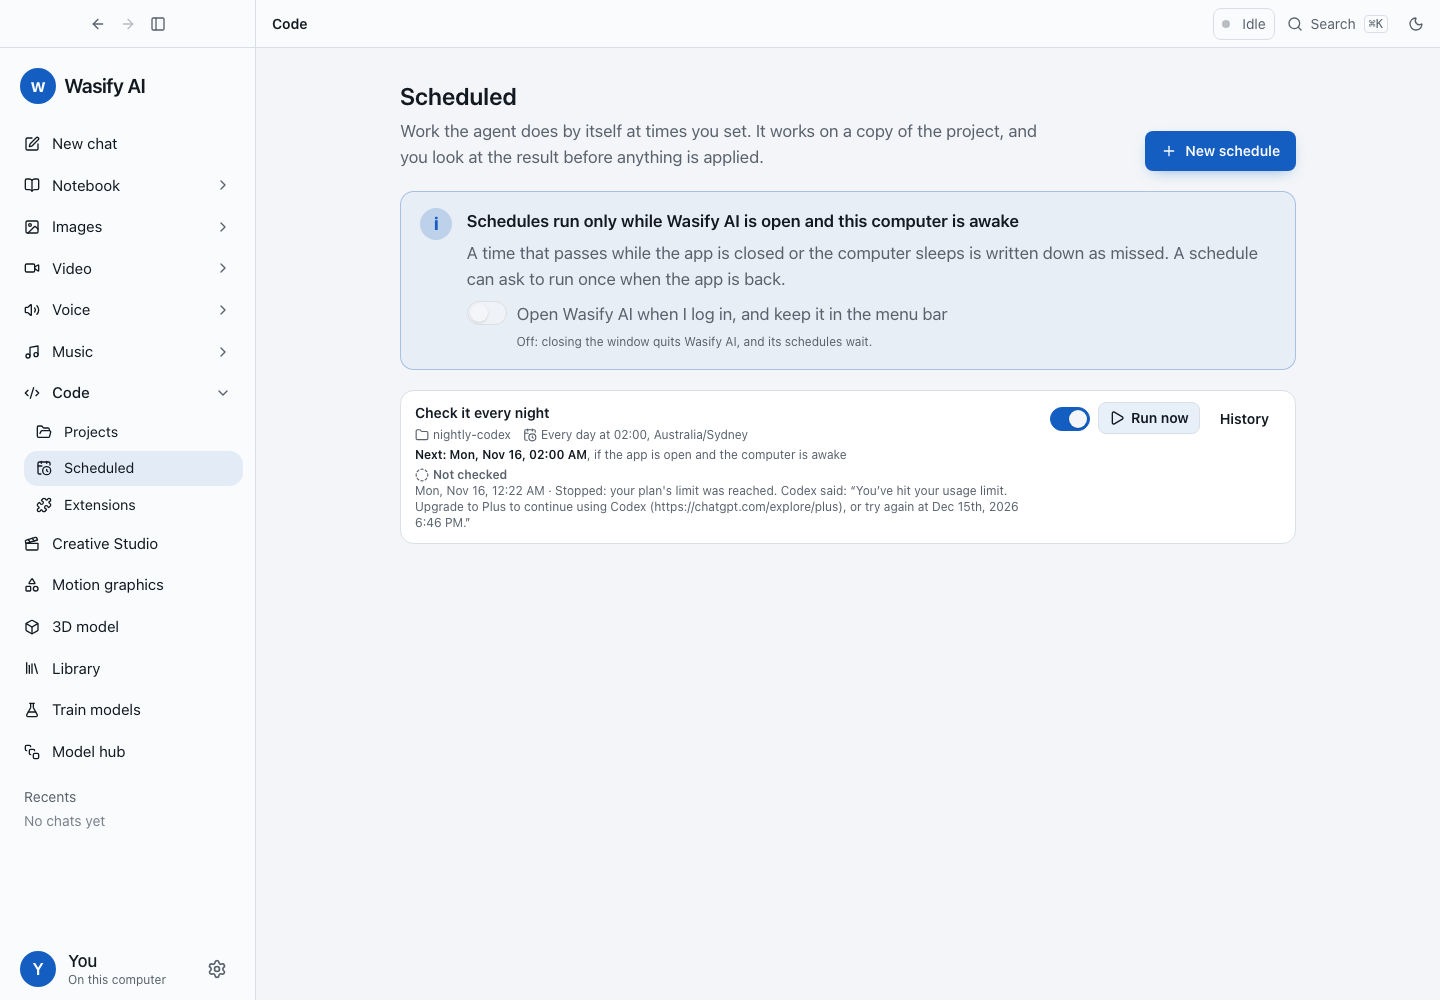 Code
Idle
Search ⌘K
W Wasify AI
New chat
Notebook
Images
Video
Voice
Music
Code
Projects
Scheduled
Extensions
Creative Studio
Motion graphics
3D model
Library
Train models
Model hub
Recents
No chats yet
Y You
On this computer
Scheduled
Work the agent does by itself at times you set. It works on a copy of the project, and
you look at the result before anything is applied.
New schedule
i Schedules run only while Wasify AI is open and this computer is awake
A time that passes while the app is closed or the computer sleeps is written down as missed. A schedule
can ask to run once when the app is back.
Open Wasify AI when I log in, and keep it in the menu bar
Off: closing the window quits Wasify AI, and its schedules wait.
Check it every night
nightly-codex Every day at 02:00, Australia/Sydney
Next: Mon, Nov 16, 02:00 AM, if the app is open and the computer is awake
Not checked
Mon, Nov 16, 12:22 AM · Stopped: your plan's limit was reached. Codex said: “You’ve hit your usage limit.
Upgrade to Plus to continue using Codex (https://chatgpt.com/explore/plus), or try again at Dec 15th, 2026
6:46 PM.”
Run now
History